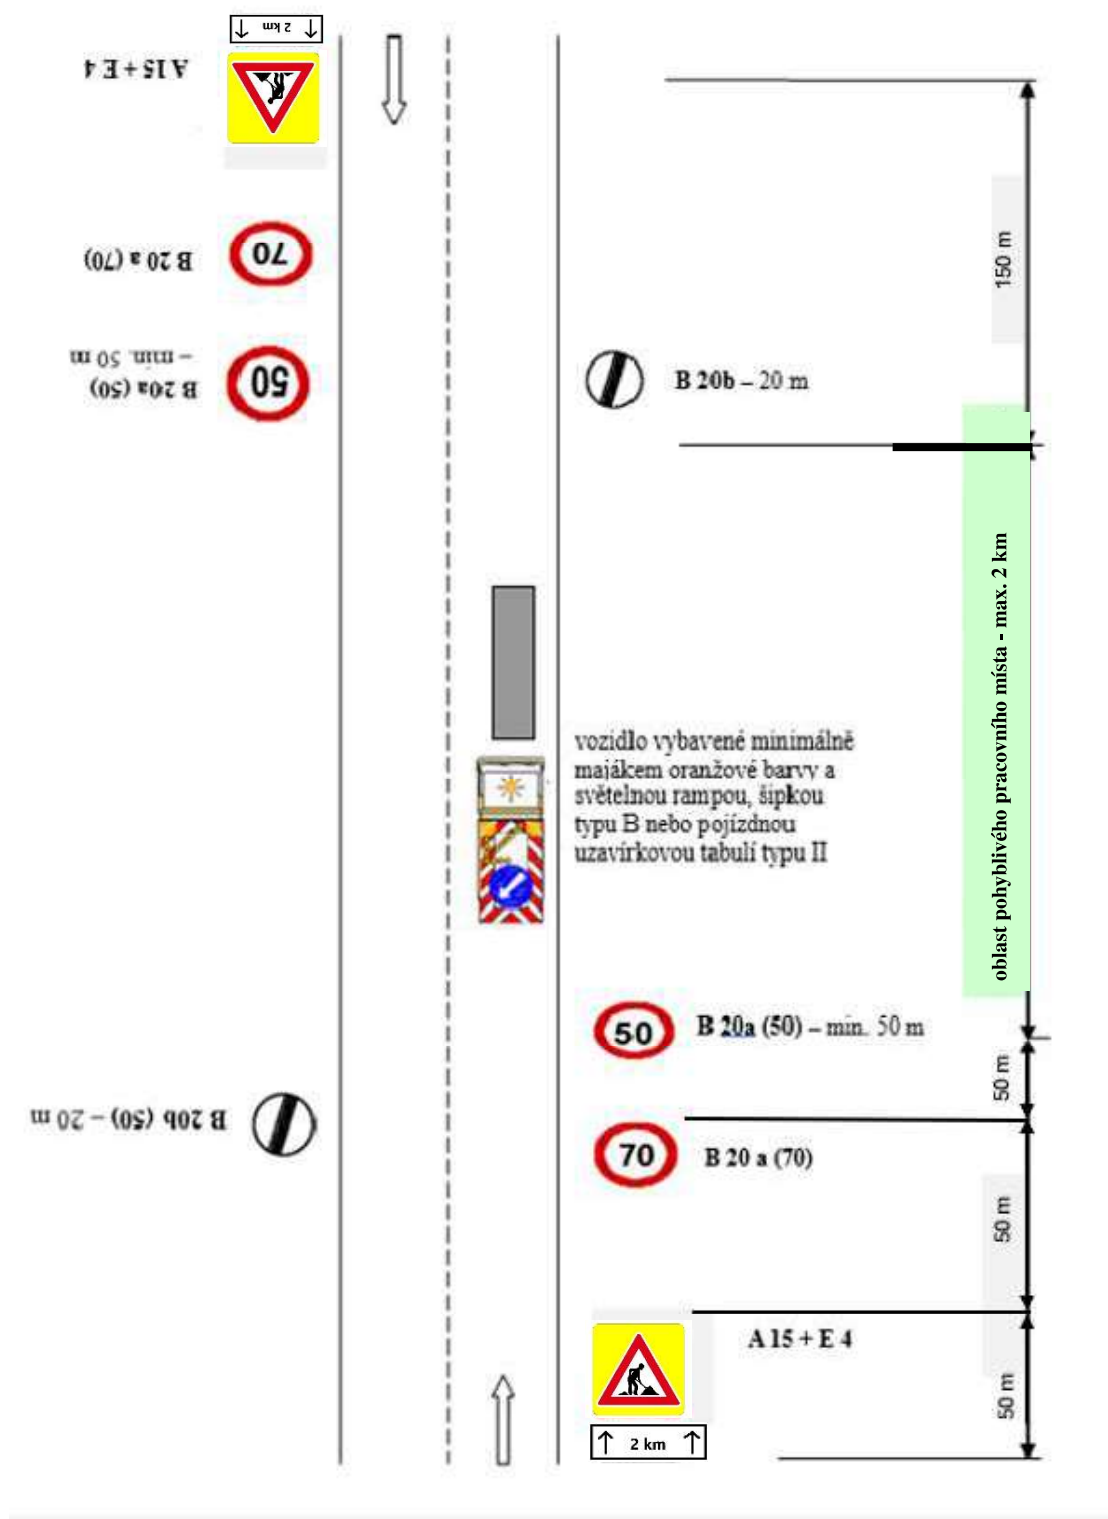 2 km
A 15 + E 4
70
B 20 a (70)
50
B 20a (50)
– min. 50 m
B 20b – 20 m
150 m
oblast pohyblivého pracovního místa - max. 2 km
vozidlo vybavené minimálně
majákem oranžové barvy a
světelnou rampou, šipkou
typu B nebo pojízdnou
uzavírkovou tabulí typu II
50
B 20a (50) – min. 50 m
50 m
B 20b (50) – 20 m
70
B 20 a (70)
50 m
A 15 + E 4
50 m
2 km